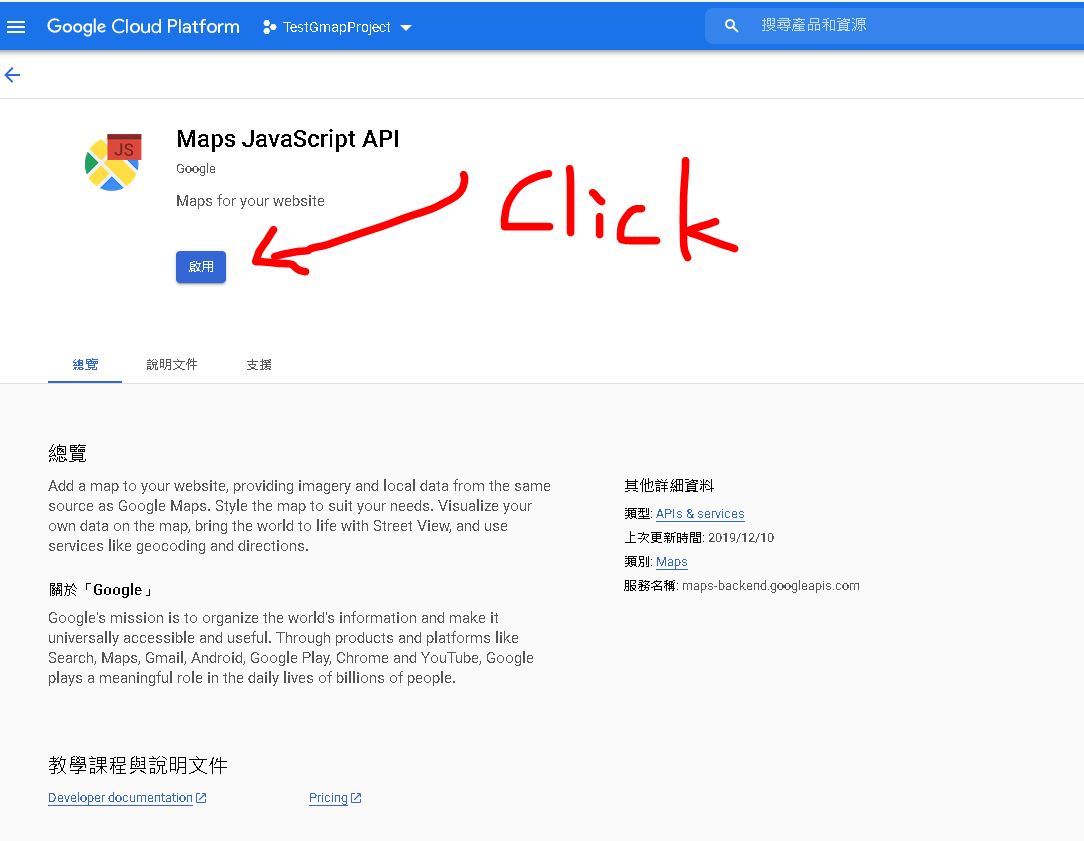 Google Cloud Platform TestGmapProject 搜尋產品和資源
JS
Maps JavaScript API
Google
Maps for your website
Click
啟用
總覽 說明文件 支援
總覽
Add a map to your website, providing imagery and local data from the same
source as Google Maps. Style the map to suit your needs. Visualize your
own data on the map, bring the world to life with Street View, and use
services like geocoding and directions.
關於「Google」
Google's mission is to organize the world's information and make it
universally accessible and useful. Through products and platforms like
Search, Maps, Gmail, Android, Google Play, Chrome and YouTube, Google
plays a meaningful role in the daily lives of billions of people.
其他詳細資料
類型: APIs & services
上次更新時間: 2019/12/10
類別: Maps
服務名稱: maps-backend.googleapis.com
教學課程與說明文件
Developer documentation Pricing